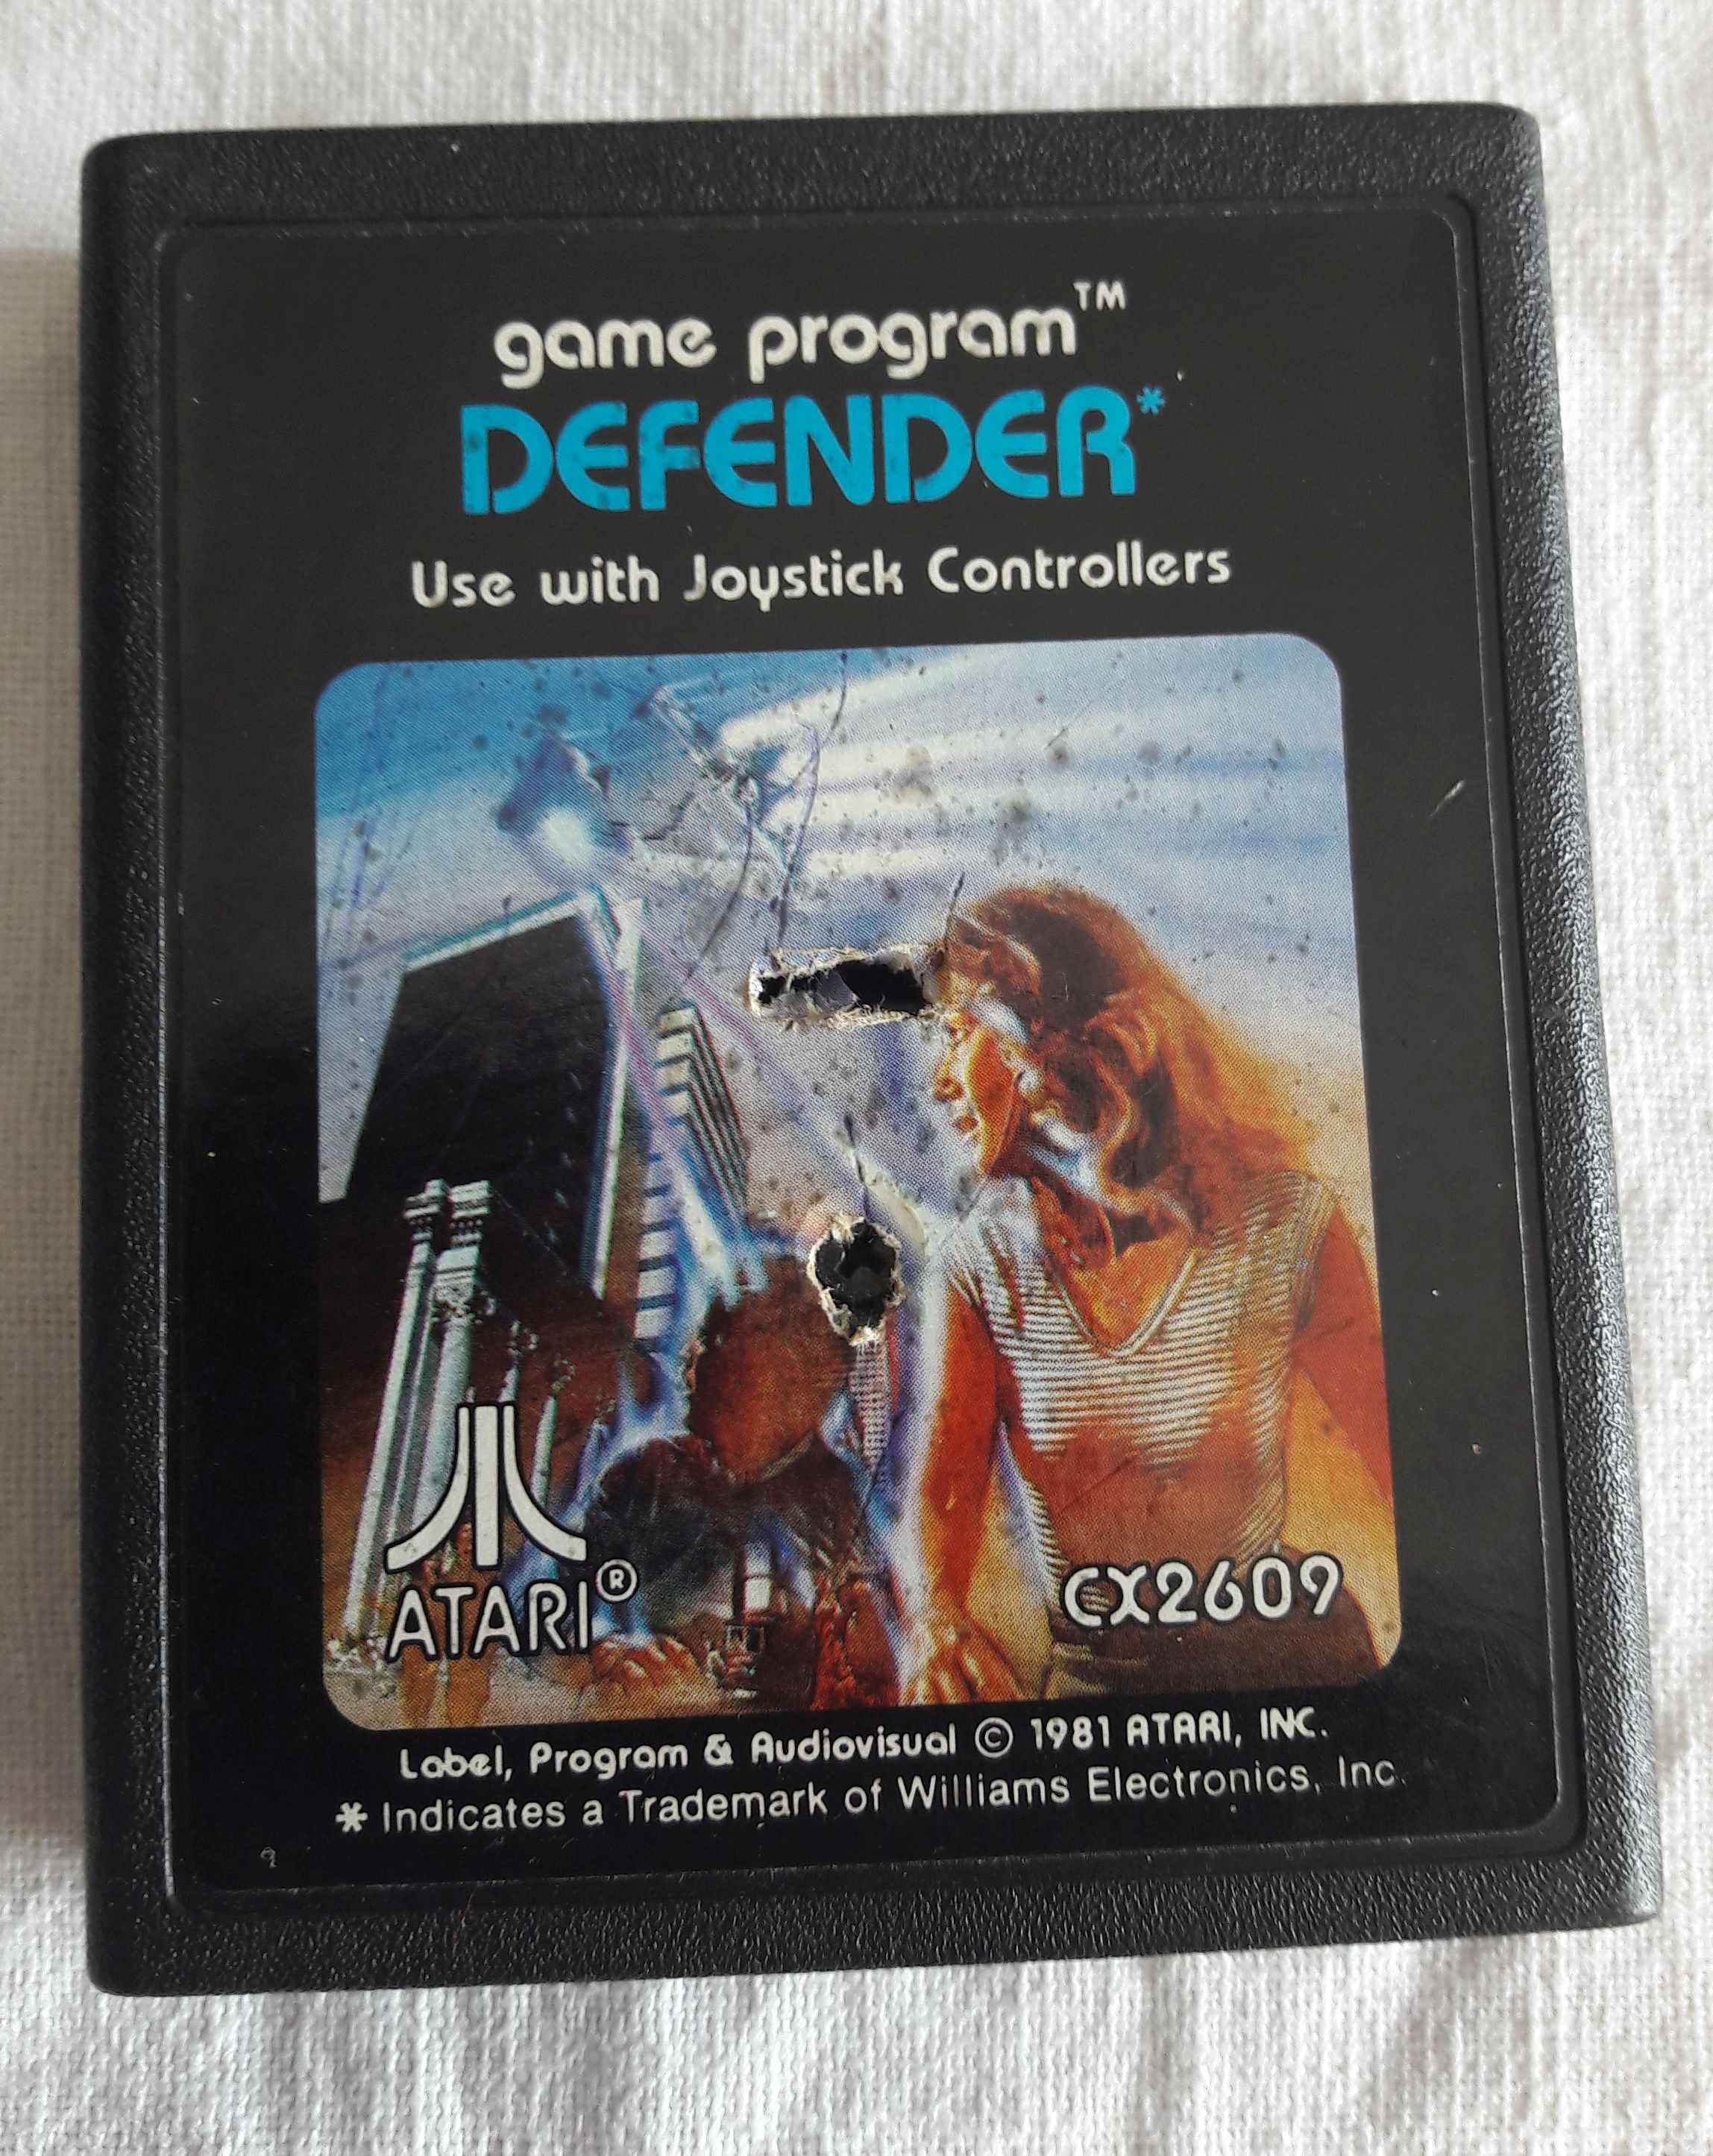 game program™
DEFENDER*
Use with Joystick Controllers
ATARI®
CX2609
Label, Program & Audiovisual © 1981 ATARI, INC.
* Indicates a Trademark of Williams Electronics, Inc.